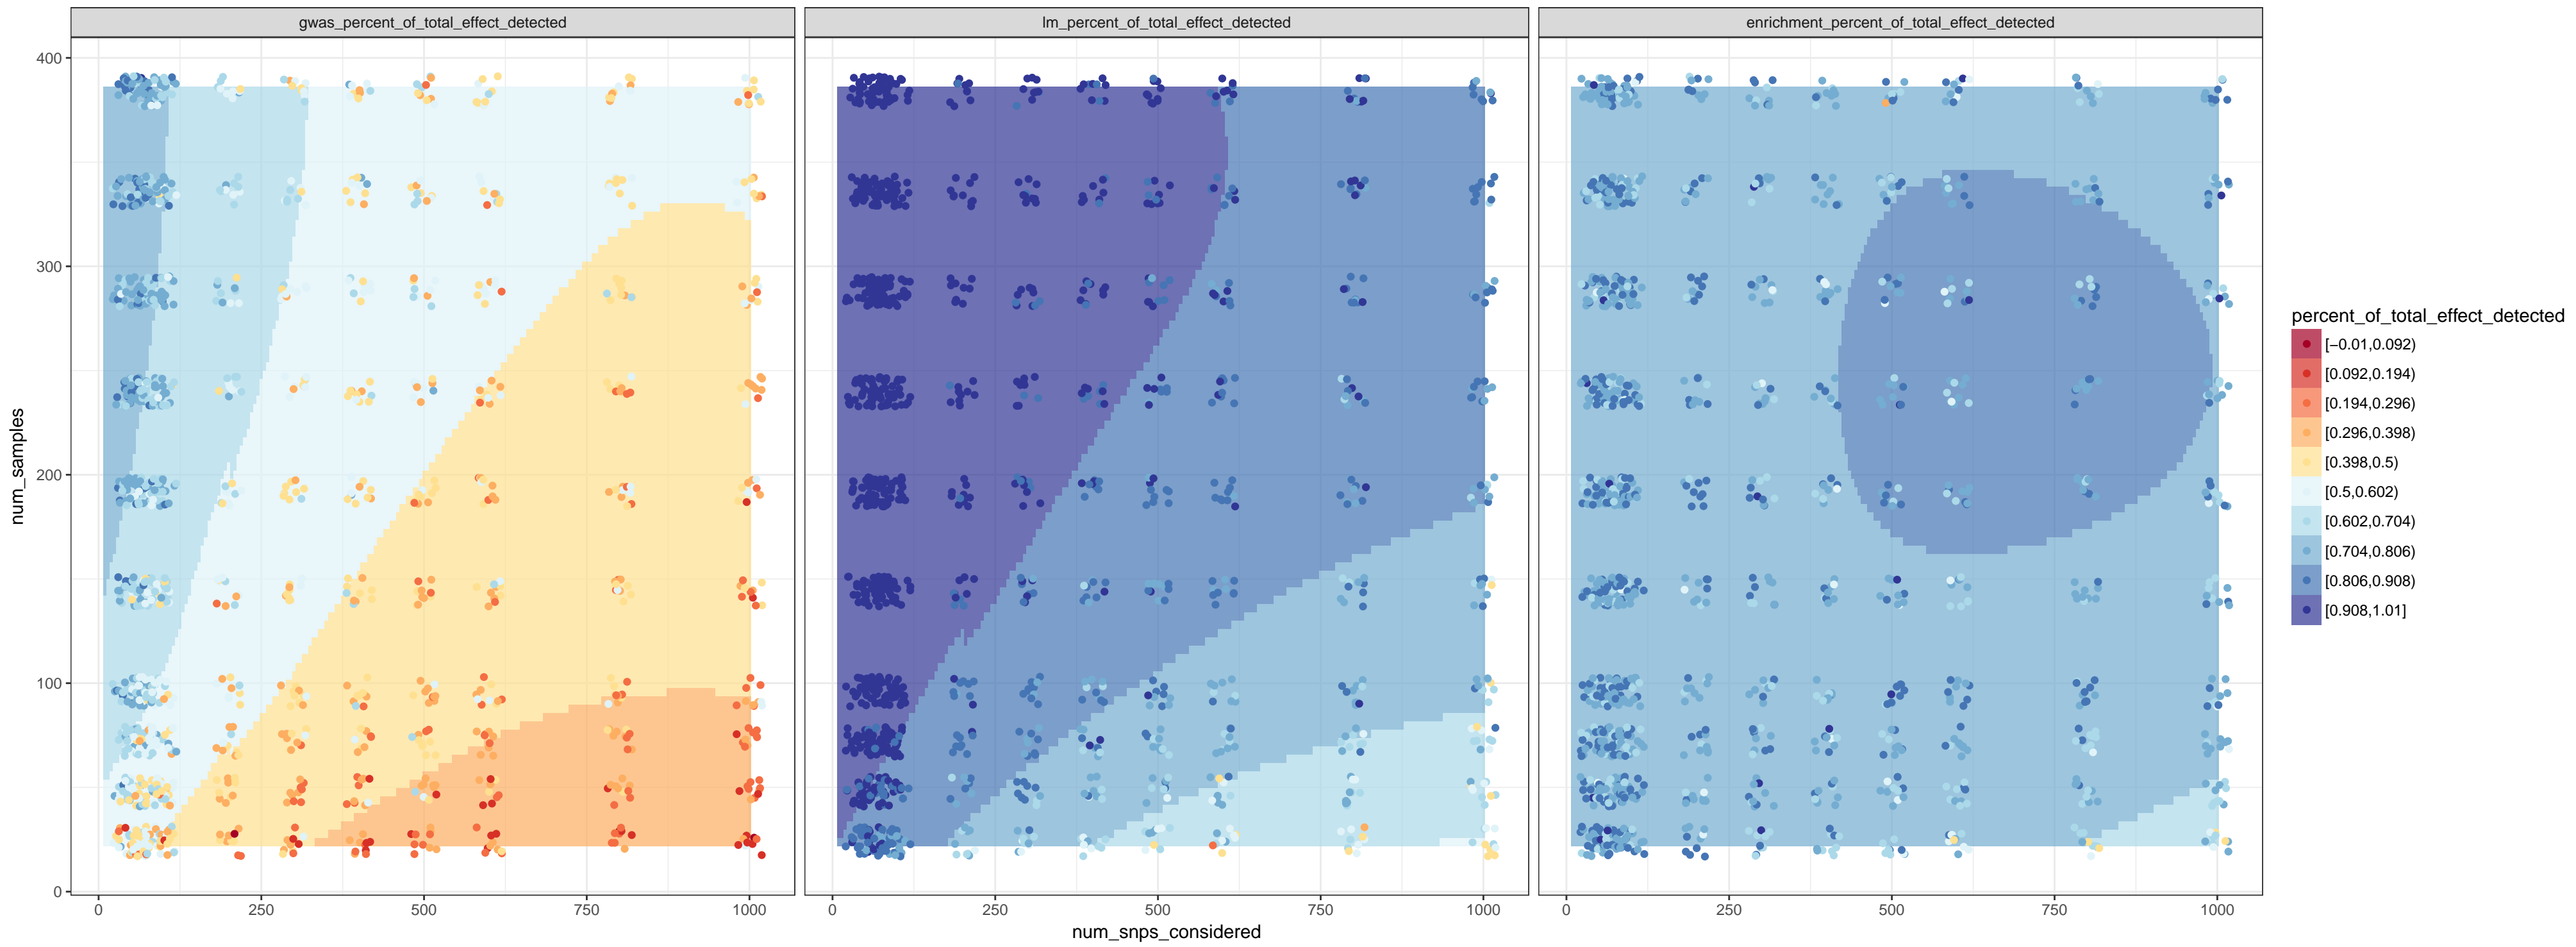 gwas_percent_of_total_effect_detected
lm_percent_of_total_effect_detected
enrichment_percent_of_total_effect_detected
400
300
200
100
0
num_samples
0 250 500 750 1000
0 250 500 750 1000
0 250 500 750 1000
num_snps_considered
percent_of_total_effect_detected
[−0.01,0.092)
[0.092,0.194)
[0.194,0.296)
[0.296,0.398)
[0.398,0.5)
[0.5,0.602)
[0.602,0.704)
[0.704,0.806)
[0.806,0.908)
[0.908,1.01]